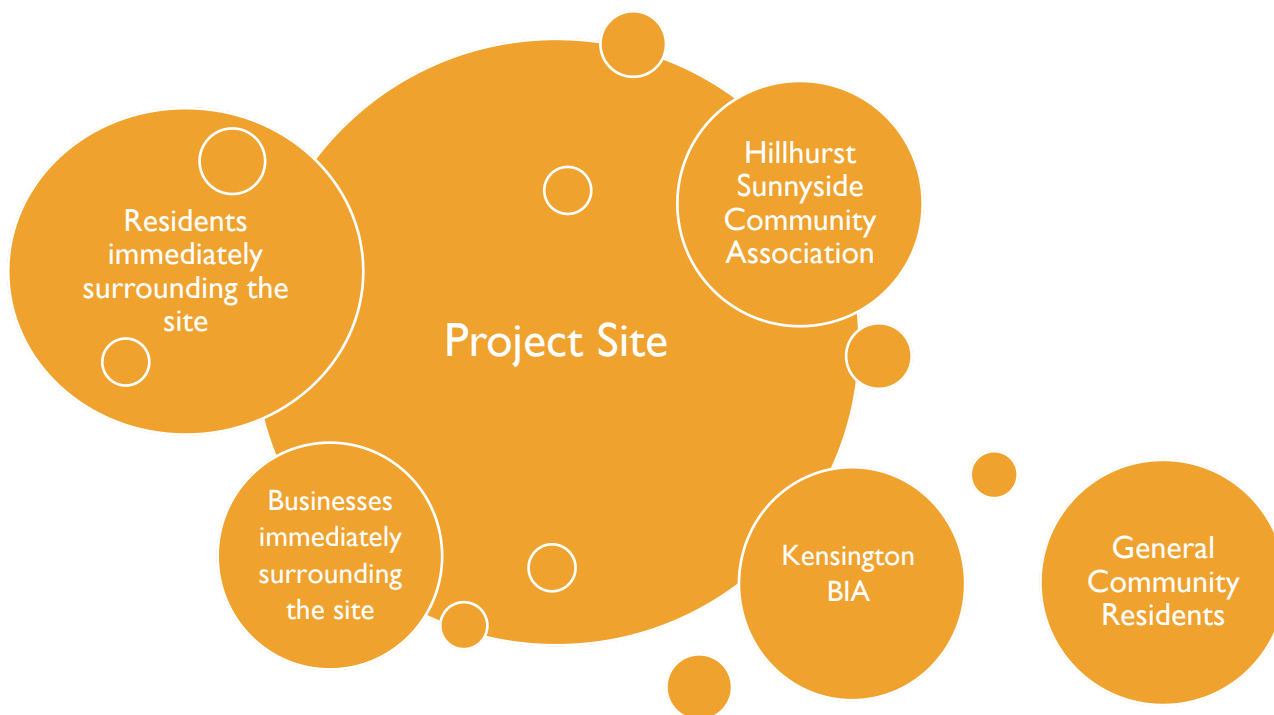 Residents
immediately
surrounding the
site
Project Site
Hillhurst
Sunnyside
Community
Association
Businesses
immediately
surrounding
the site
Kensington
BIA
General
Community
Residents